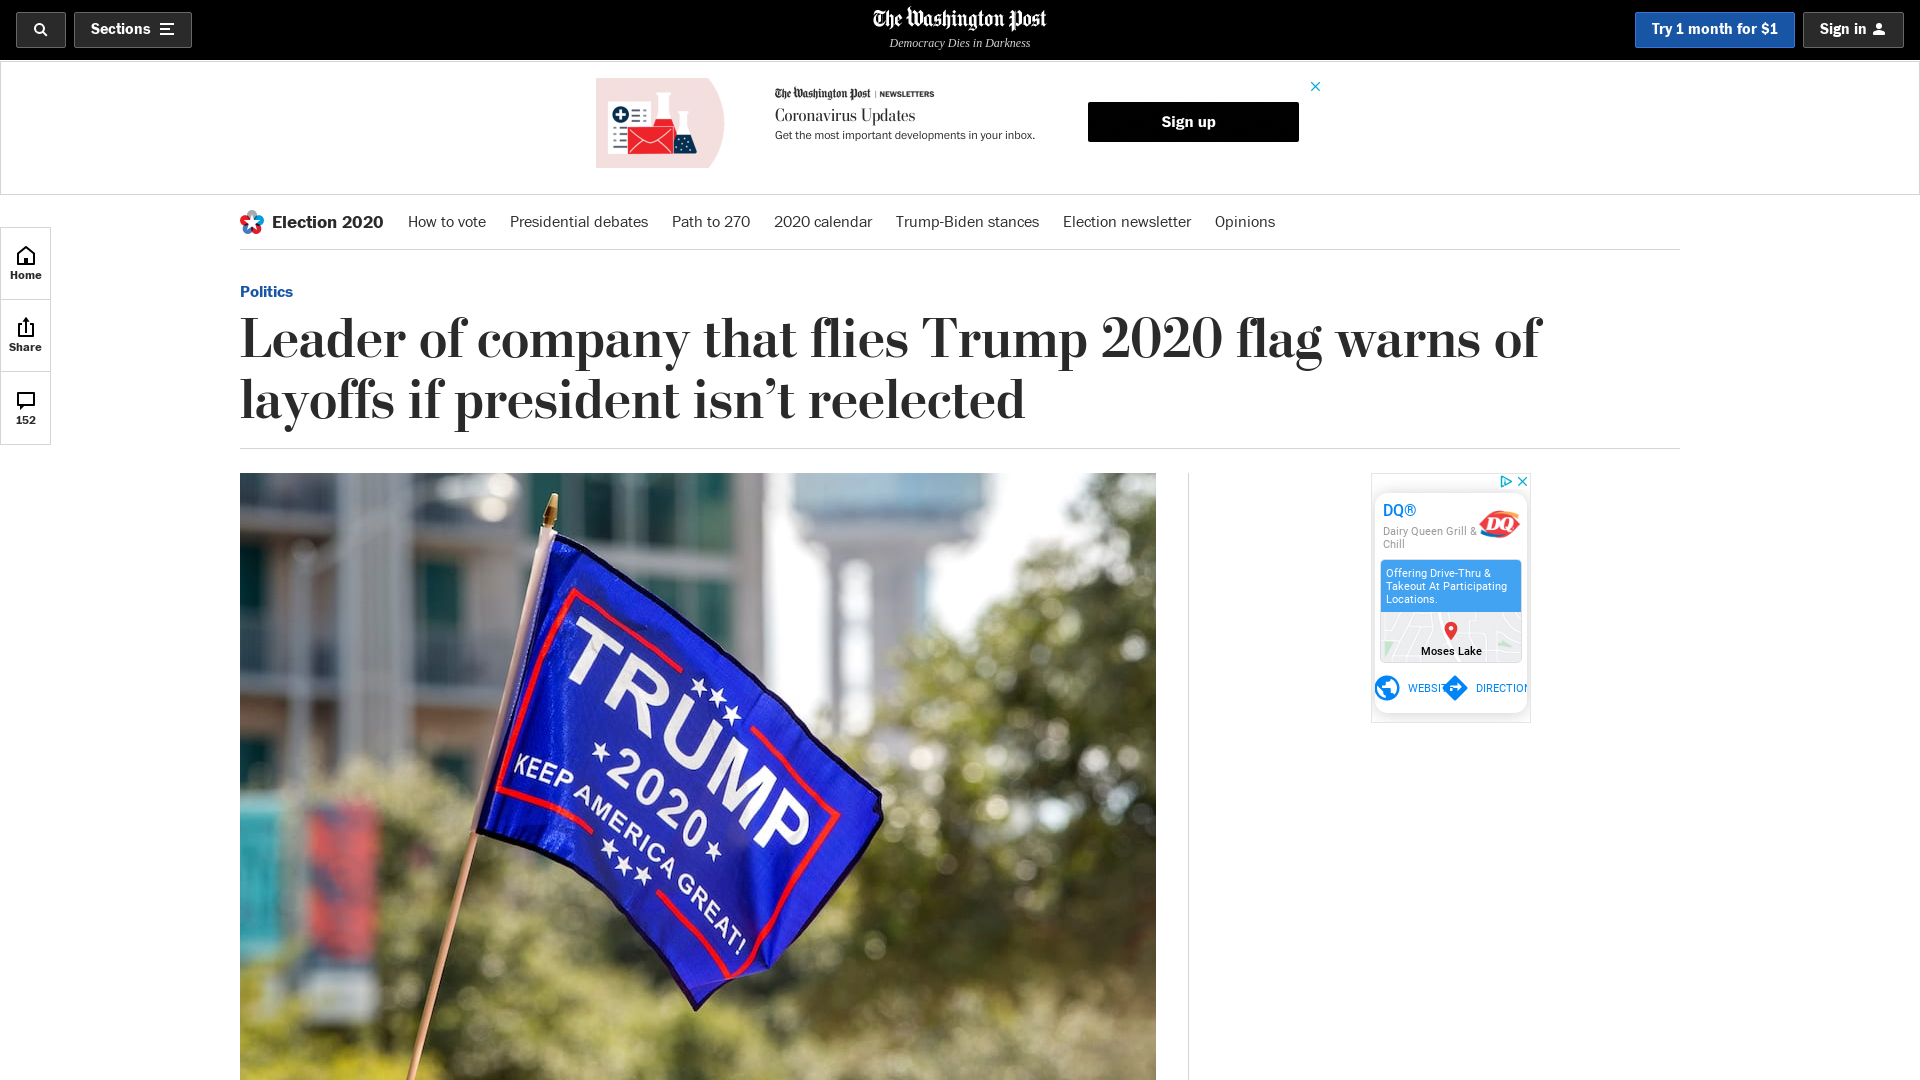 Sections
The Washington Post
Democracy Dies in Darkness
Try 1 month for $1
Sign in
The Washington Post | NEWSLETTERS
Coronavirus Updates
Get the most important developments in your inbox.
Sign up
Election 2020
How to vote
Presidential debates
Path to 270
2020 calendar
Trump-Biden stances
Election newsletter
Opinions
Home
Share
152
Politics
Leader of company that flies Trump 2020 flag warns of
layoffs if president isn’t reelected
TRUMP
2020
KEEP AMERICA GREAT!
DQ®
Dairy Queen Grill &
Chill
DQ
Offering Drive-Thru &
Takeout At Participating
Locations.
Moses Lake
WEBSIT
DIRECTION